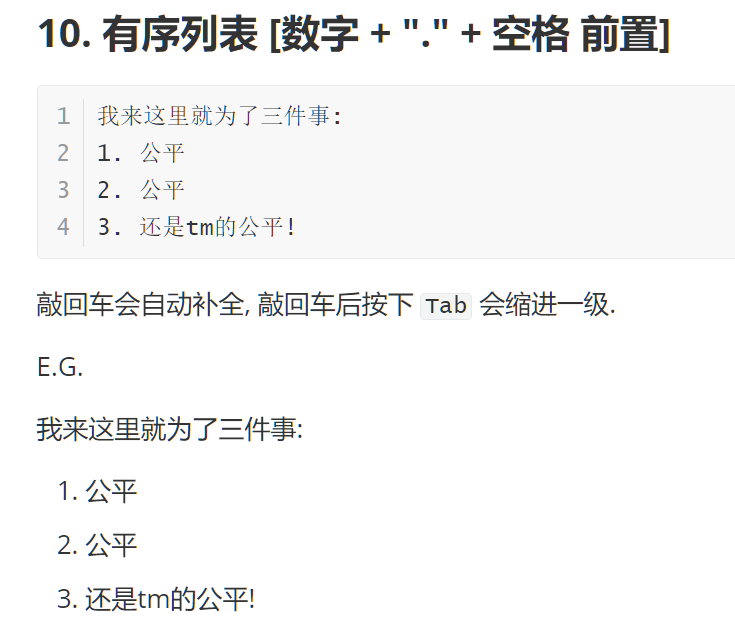 10. 有序列表 [数字 + "." + 空格 前置]
1 我来这里就为了三件事:
2 1. 公平
3 2. 公平
4 3. 还是tm的公平!
敲回车会自动补全, 敲回车后按下 Tab 会缩进一级.
E.G.
我来这里就为了三件事:
1. 公平
2. 公平
3. 还是tm的公平!